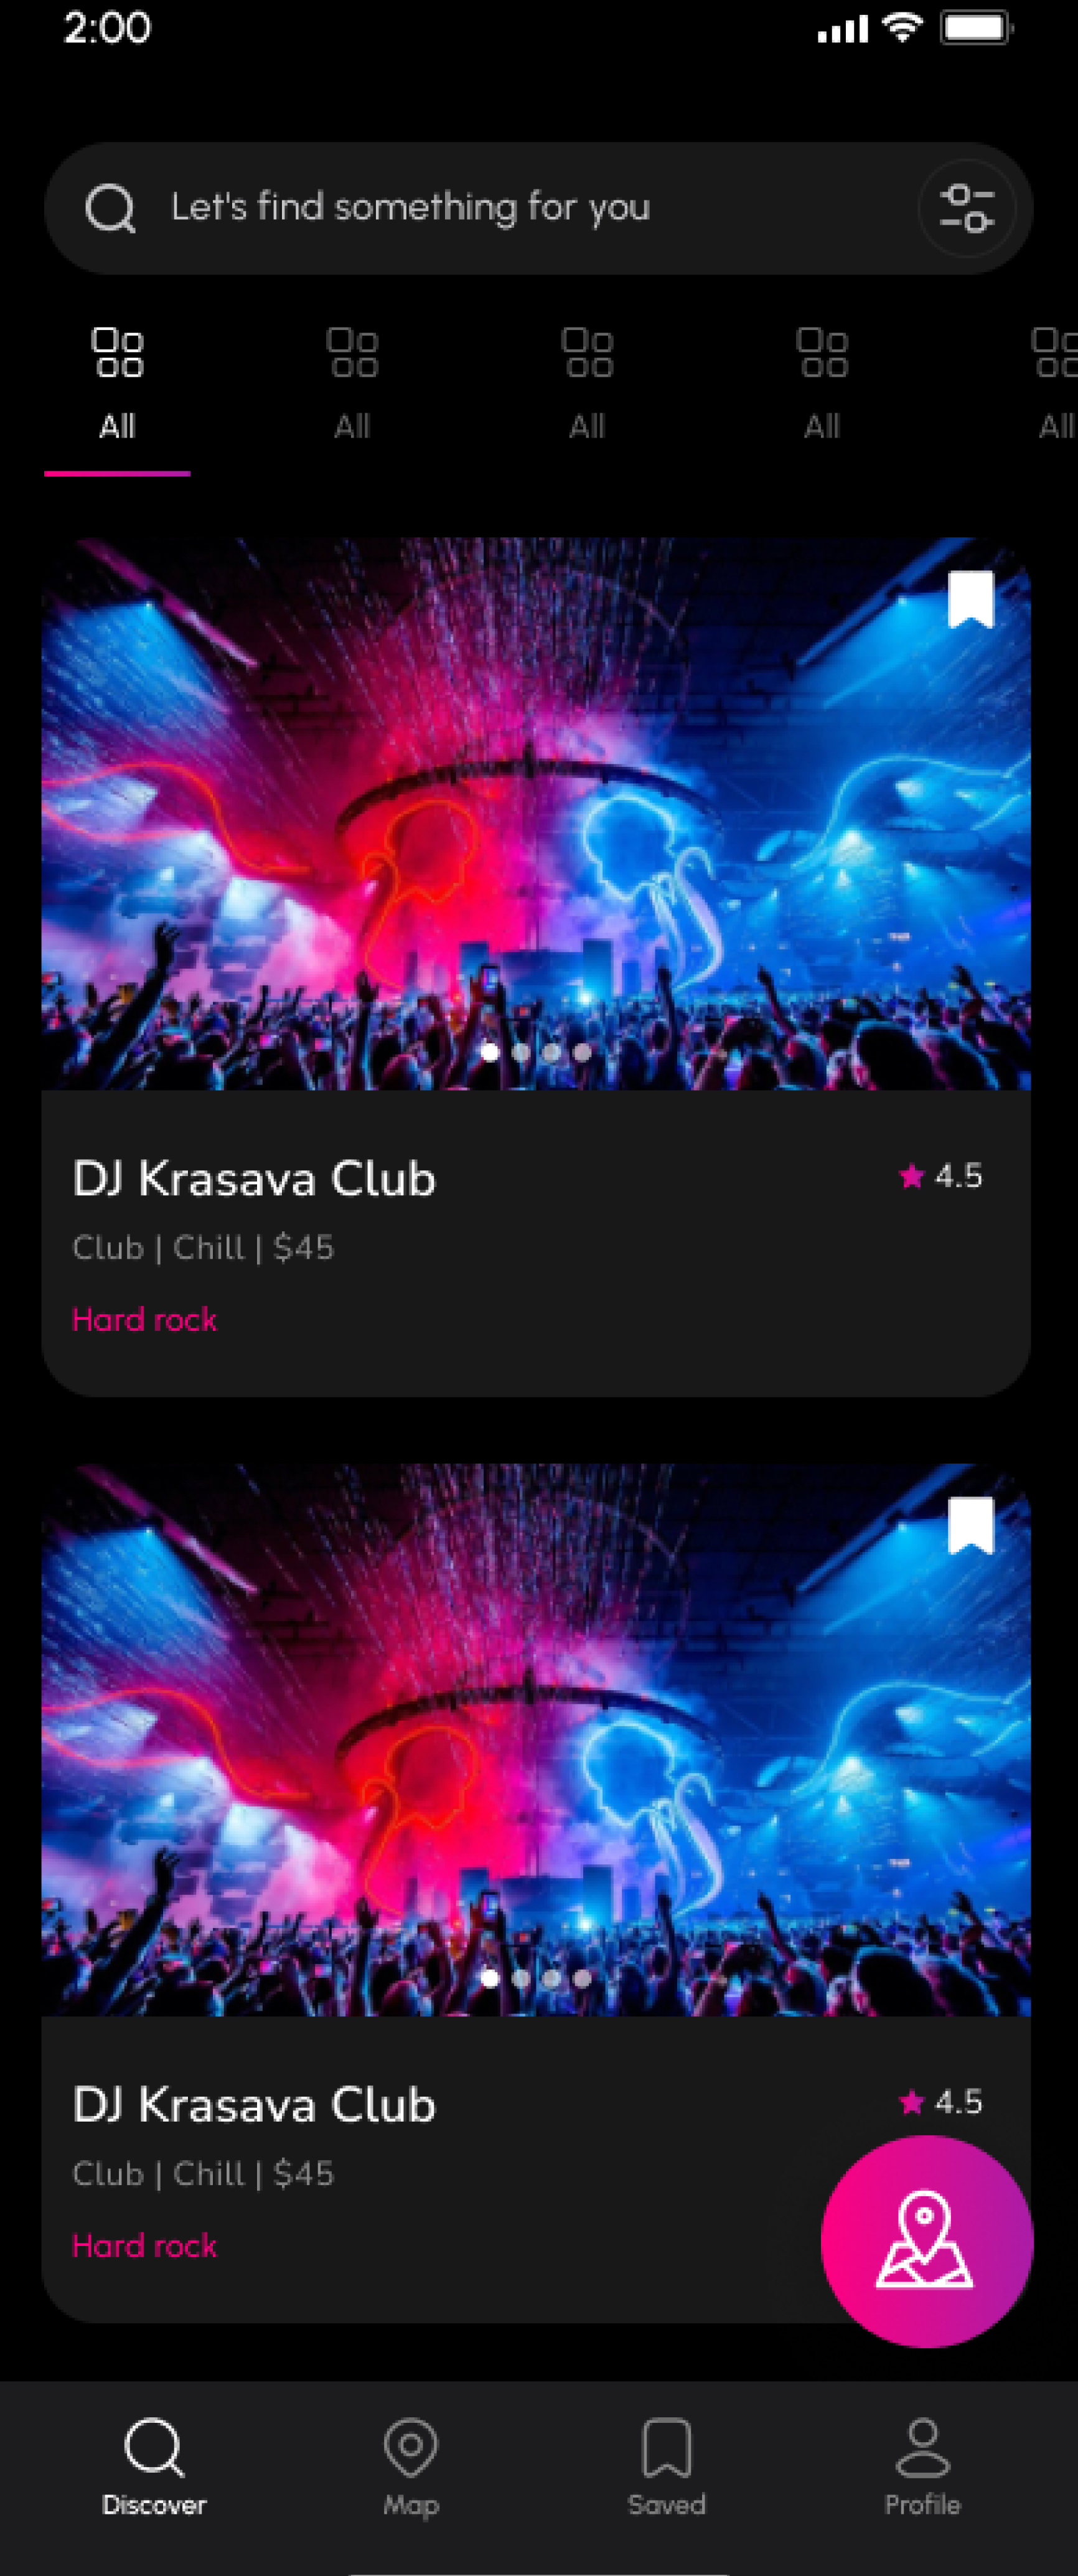 2:00
Let's find something for you
All All All All All
DJ Krasava Club ★ 4.5
Club | Chill | $45
Hard rock
DJ Krasava Club ★ 4.5
Club | Chill | $45
Hard rock
Discover Map Saved Profile